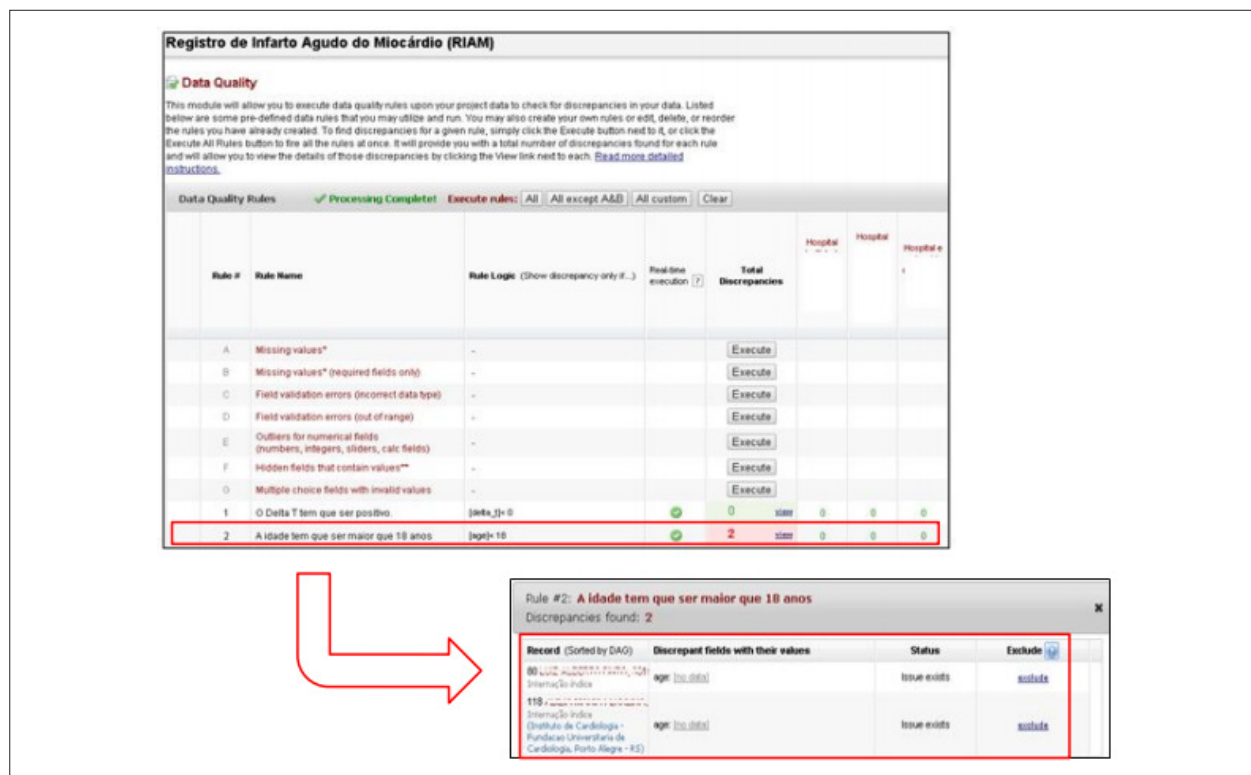 Registro de Infarto Agudo do Miocárdio (RIAM)
Data Quality
This module will allow you to execute data quality rules upon your project data to check for discrepancies in your data. Listed
below are some pre-defined data rules that you may utilize and run. You may also create your own rules or edit, delete, or reorder
the rules you have already created. To find discrepancies for a given rule, simply click the Execute button next to it, or click the
Execute All Rules button to fire all the rules at once. It will provide you with a total number of discrepancies found for each rule
and will allow you to view the details of those discrepancies by clicking the View link next to each. Read more detailed
instructions.
Data Quality Rules Processing Complete! Execute rules: All All except A&B All custom Clear
Hospital Hospital Hospital e
Rule # Rule Name Rule Logic (Show discrepancy only if...) Real-time execution ? Total Discrepancies
A Missing values* - Execute
B Missing values* (required fields only) - Execute
C Field validation errors (incorrect data type) - Execute
D Field validation errors (out of range) - Execute
E Outliers for numerical fields
(numbers, integers, sliders, calc fields) - Execute
F Hidden fields that contain values** - Execute
G Multiple choice fields with invalid values - Execute
1 O Delta T tem que ser positivo. [delta_t]< 0 0 view 0 0 0
2 A idade tem que ser maior que 18 anos [age]< 18 2 view 0 0 0
Rule #2: A idade tem que ser maior que 18 anos
Discrepancies found: 2
x
Record (Sorted by DAG) Discrepant fields with their values Status Exclude
80
Internação índice
age: [no data] Issue exists exclude
118
Internação índice
(Instituto de Cardiologia -
Fundacao Universitaria de
Cardiologia, Porto Alegre - RS)
age: [no data] Issue exists exclude